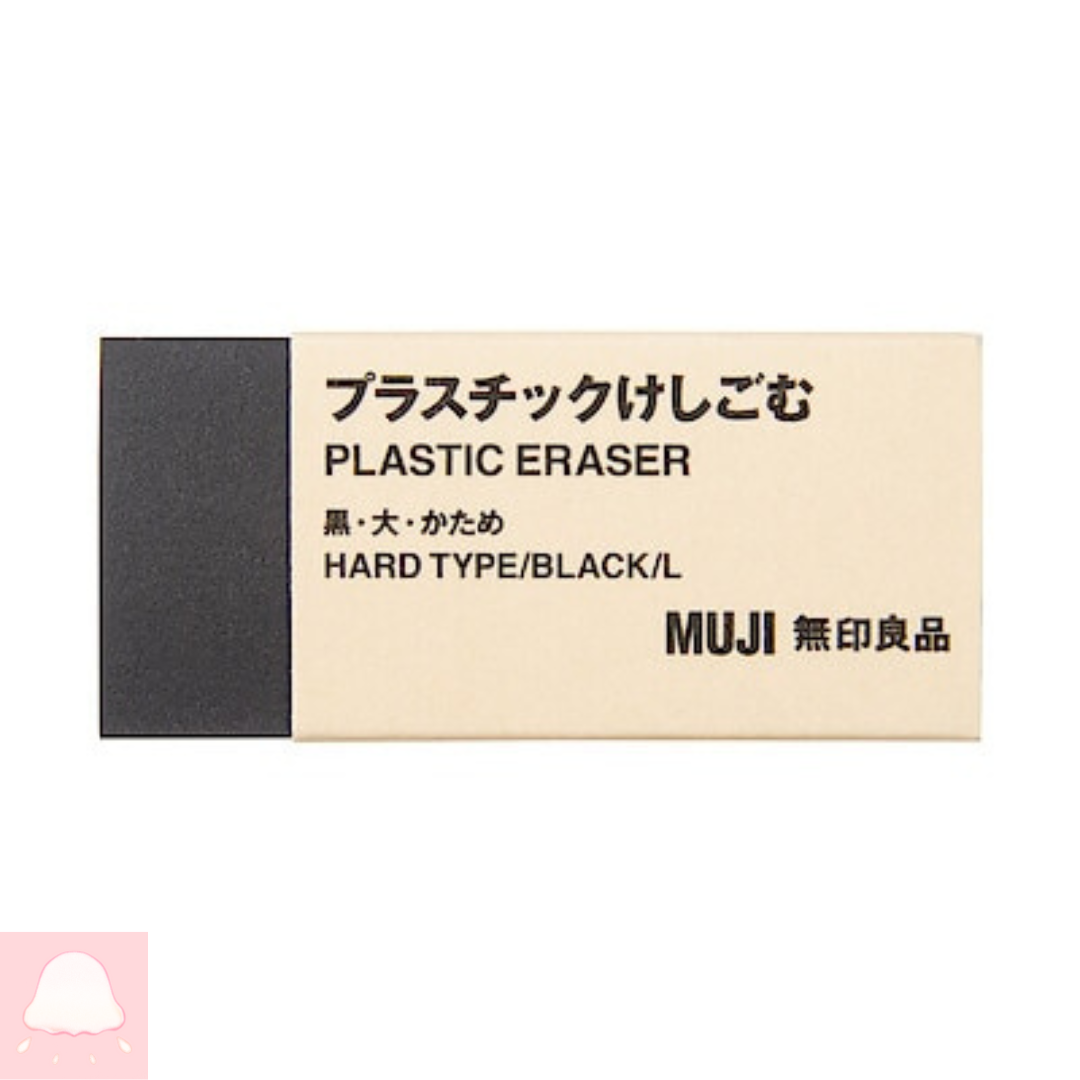 プラスチックけしごむ
PLASTIC ERASER
黒・大・かため
HARD TYPE/BLACK/L
MUJI 無印良品